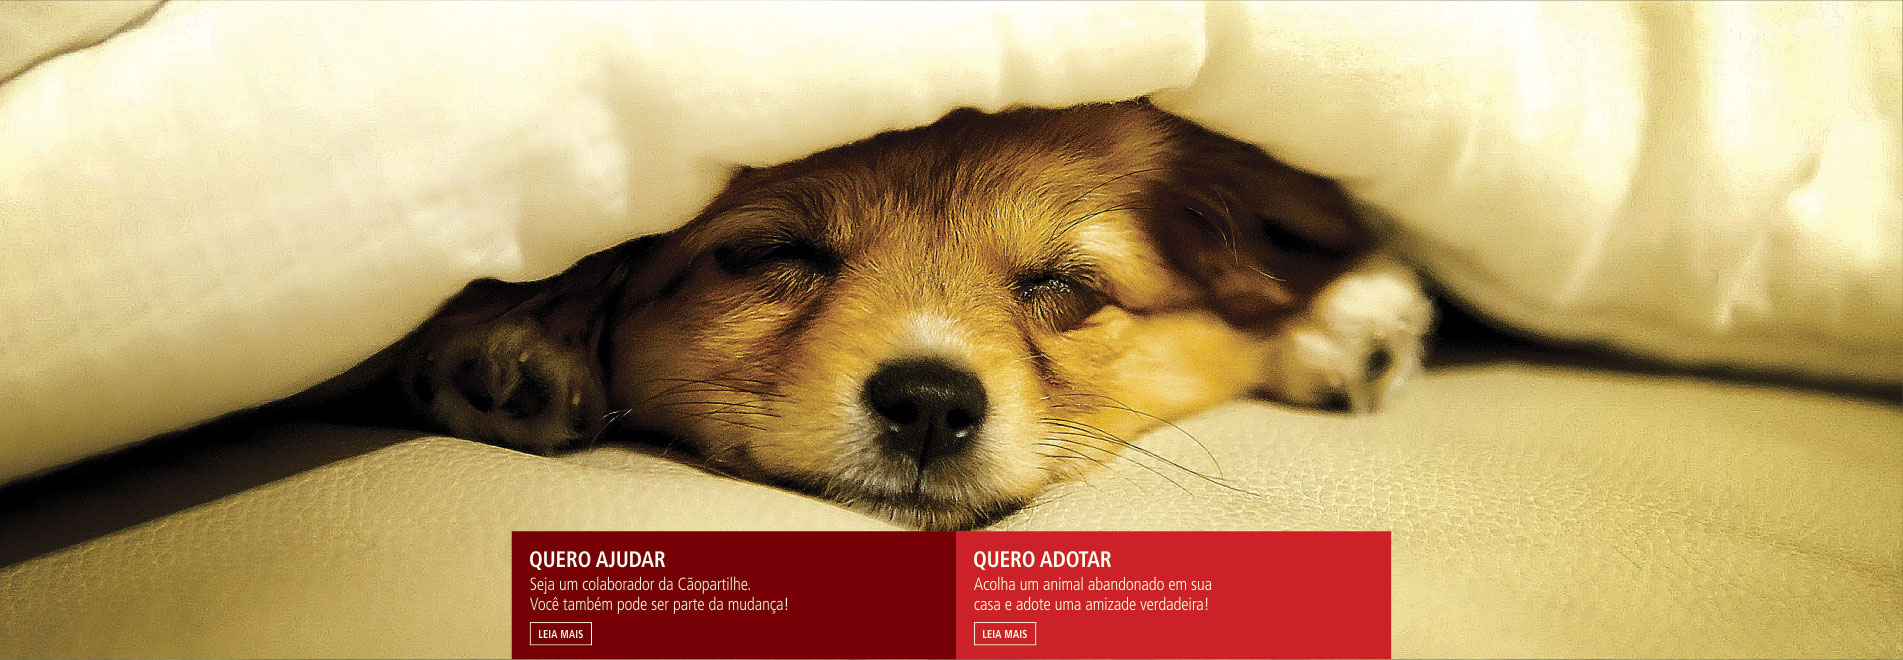 QUERO AJUDAR
Seja um colaborador da Cãopartilhe.
Você também pode ser parte da mudança!
LEIA MAIS
QUERO ADOTAR
Acolha um animal abandonado em sua
casa e adote uma amizade verdadeira!
LEIA MAIS